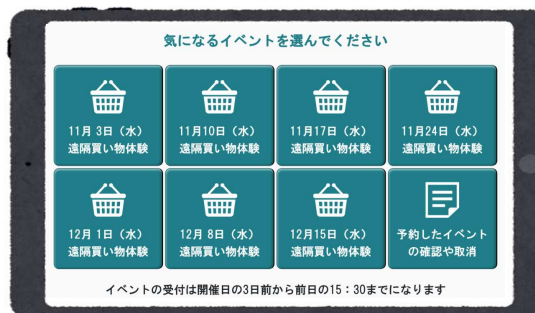 気になるイベントを選んでください
11月 3日（水）
遠隔買い物体験
11月10日（水）
遠隔買い物体験
11月17日（水）
遠隔買い物体験
11月24日（水）
遠隔買い物体験
12月 1日（水）
遠隔買い物体験
12月 8日（水）
遠隔買い物体験
12月15日（水）
遠隔買い物体験
予約したイベント
の確認や取消
イベントの受付は開催日の3日前から前日の15：30までになります